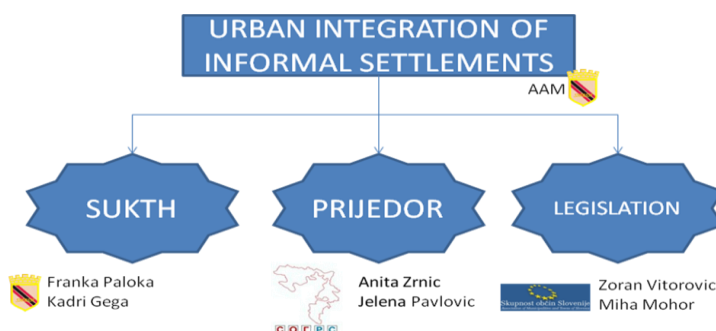 URBAN INTEGRATION OF
INFORMAL SETTLEMENTS
AAM
SUKTH
PRIJEDOR
LEGISLATION
Franka Paloka
Kadri Gega
Anita Zrnic
Jelena Pavlovic
Skupnost občin Slovenije
Zoran Vitorovic
Miha Mohor